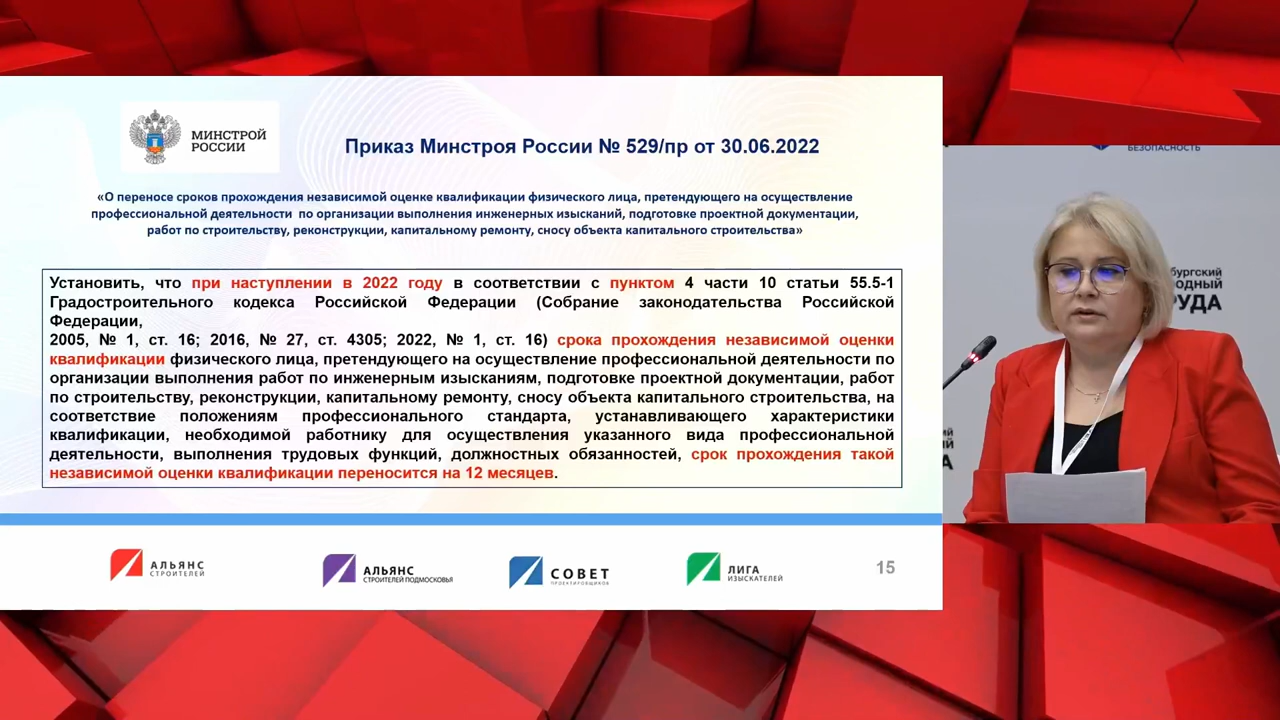 МИНСТРОЙ
РОССИИ
Приказ Минстроя России № 529/пр от 30.06.2022
«О переносе сроков прохождения независимой оценке квалификации физического лица, претендующего на осуществление
профессиональной деятельности по организации выполнения инженерных изысканий, подготовке проектной документации,
работ по строительству, реконструкции, капитальному ремонту, сносу объекта капитального строительства»
Установить, что при наступлении в 2022 году в соответствии с пунктом 4 части 10 статьи 55.5-1
Градостроительного кодекса Российской Федерации (Собрание законодательства Российской
Федерации,
2005, № 1, ст. 16; 2016, № 27, ст. 4305; 2022, № 1, ст. 16) срока прохождения независимой оценки
квалификации физического лица, претендующего на осуществление профессиональной деятельности по
организации выполнения работ по инженерным изысканиям, подготовке проектной документации, работ
по строительству, реконструкции, капитальному ремонту, сносу объекта капитального строительства, на
соответствие положениям профессионального стандарта, устанавливающего характеристики
квалификации, необходимой работнику для осуществления указанного вида профессиональной
деятельности, выполнения трудовых функций, должностных обязанностей, срок прохождения такой
независимой оценки квалификации переносится на 12 месяцев.
АЛЬЯНС
СТРОИТЕЛЕЙ
АЛЬЯНС
СТРОИТЕЛЕЙ ПОДМОСКОВЬЯ
СОВЕТ
ПРОЕКТИРОВЩИКОВ
ЛИГА
ИЗЫСКАТЕЛЕЙ
15
БЕЗОПАСНОСТЬ
бургский
одный
РУДА